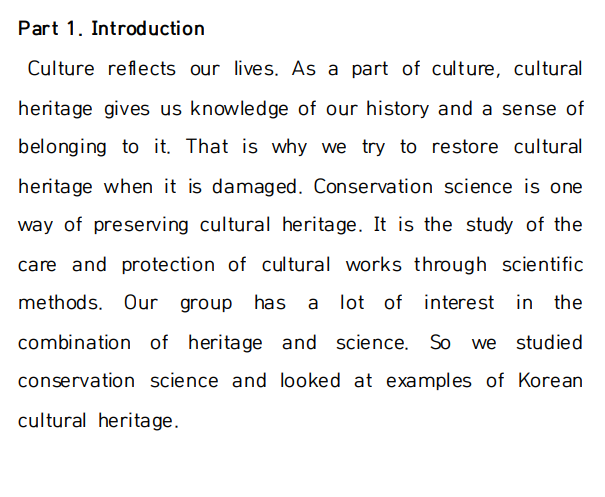 Part 1. Introduction
Culture reflects our lives. As a part of culture, cultural
heritage gives us knowledge of our history and a sense of
belonging to it. That is why we try to restore cultural
heritage when it is damaged. Conservation science is one
way of preserving cultural heritage. It is the study of the
care and protection of cultural works through scientific
methods. Our group has a lot of interest in the
combination of heritage and science. So we studied
conservation science and looked at examples of Korean
cultural heritage.